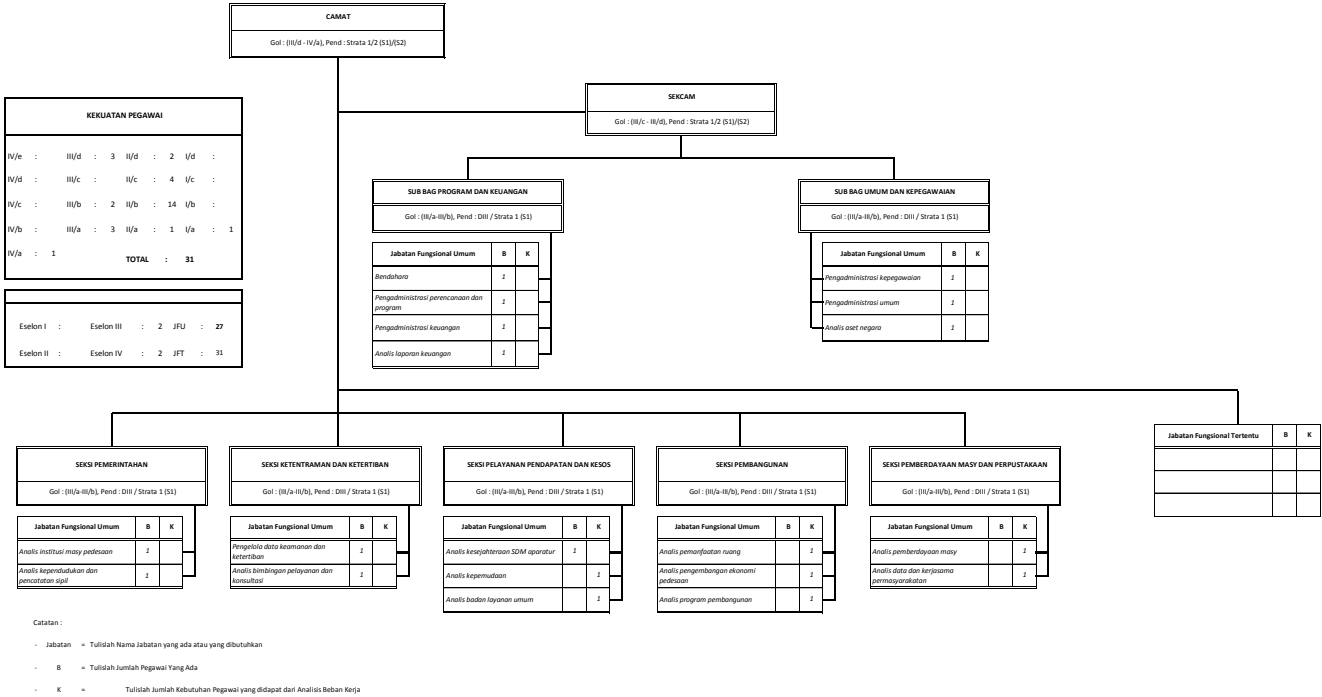 CAMAT
Gol : (III/d - IV/a), Pend : Strata 1/2 (S1)/(S2)
SEKCAM
Gol : (III/c - III/d), Pend : Strata 1/2 (S1)/(S2)
KEKUATAN PEGAWAI
IV/e : III/d : 3 II/d : 2 I/d :
IV/d : III/c : II/c : 4 I/c :
IV/c : III/b : 2 II/b : 14 I/b :
IV/b : III/a : 3 II/a : 1 I/a : 1
IV/a : 1 TOTAL : 31
Eselon I : Eselon III : 2 JFU : 27
Eselon II : Eselon IV : 2 JFT : 31
SUB BAG PROGRAM DAN KEUANGAN
Gol : (III/a-III/b), Pend : DIII / Strata 1 (S1)
Jabatan Fungsional Umum B K
Bendahara 1
Pengadministrasi perencanaan dan
program 1
Pengadministrasi keuangan 1
Analis laporan keuangan 1
SUB BAG UMUM DAN KEPEGAWAIAN
Gol : (III/a-III/b), Pend : DIII / Strata 1 (S1)
Jabatan Fungsional Umum B K
Pengadministrasi kepegawaian 1
Pengadministrasi umum 1
Analis aset negara 1
SEKSI PEMERINTAHAN
Gol : (III/a-III/b), Pend : DIII / Strata 1 (S1)
Jabatan Fungsional Umum B K
Analis institusi masy pedesaan 1
Analis kependudukan dan
pencatatan sipil 1
SEKSI KETENTRAMAN DAN KETERTIBAN
Gol : (III/a-III/b), Pend : DIII / Strata 1 (S1)
Jabatan Fungsional Umum B K
Pengelola data keamanan dan
ketertiban 1
Analis bimbingan pelayanan dan
konsultasi 1
SEKSI PELAYANAN PENDAPATAN DAN KESOS
Gol : (III/a-III/b), Pend : DIII / Strata 1 (S1)
Jabatan Fungsional Umum B K
Analis kesejahteraan SDM aparatur 1
Analis kepemudaan 1
Analis badan layanan umum 1
SEKSI PEMBANGUNAN
Gol : (III/a-III/b), Pend : DIII / Strata 1 (S1)
Jabatan Fungsional Umum B K
Analis pemanfaatan ruang 1
Analis pengembangan ekonomi
pedesaan 1
Analis program pembangunan 1
SEKSI PEMBERDAYAAN MASY DAN PERPUSTAKAAN
Gol : (III/a-III/b), Pend : DIII / Strata 1 (S1)
Jabatan Fungsional Umum B K
Analis pemberdayaan masy 1
Analis data dan kerjasama
permasyarakatan 1
Jabatan Fungsional Tertentu B K
Catatan :
- Jabatan = Tulislah Nama Jabatan yang ada atau yang dibutuhkan
- B = Tulislah Jumlah Pegawai Yang Ada
- K = Tulislah Jumlah Kebutuhan Pegawai yang didapat dari Analisis Beban Kerja